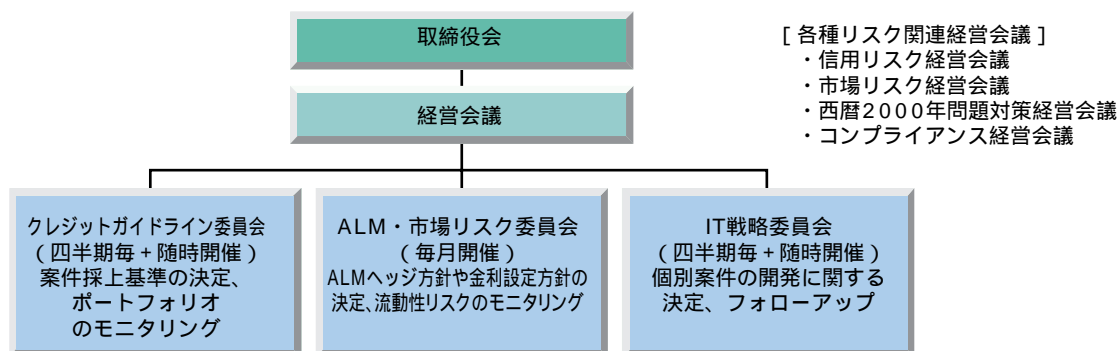 取締役会
経営会議
[ 各種リスク関連経営会議 ]
・信用リスク経営会議
・市場リスク経営会議
・西暦2000年問題対策経営会議
・コンプライアンス経営会議
クレジットガイドライン委員会
（四半期毎+随時開催）
案件採上基準の決定、
ポートフォリオ
のモニタリング
ALM・市場リスク委員会
（毎月開催）
ALMヘッジ方針や金利設定方針の
決定、流動性リスクのモニタリング
IT戦略委員会
（四半期毎+随時開催）
個別案件の開発に関する
決定、フォローアップ